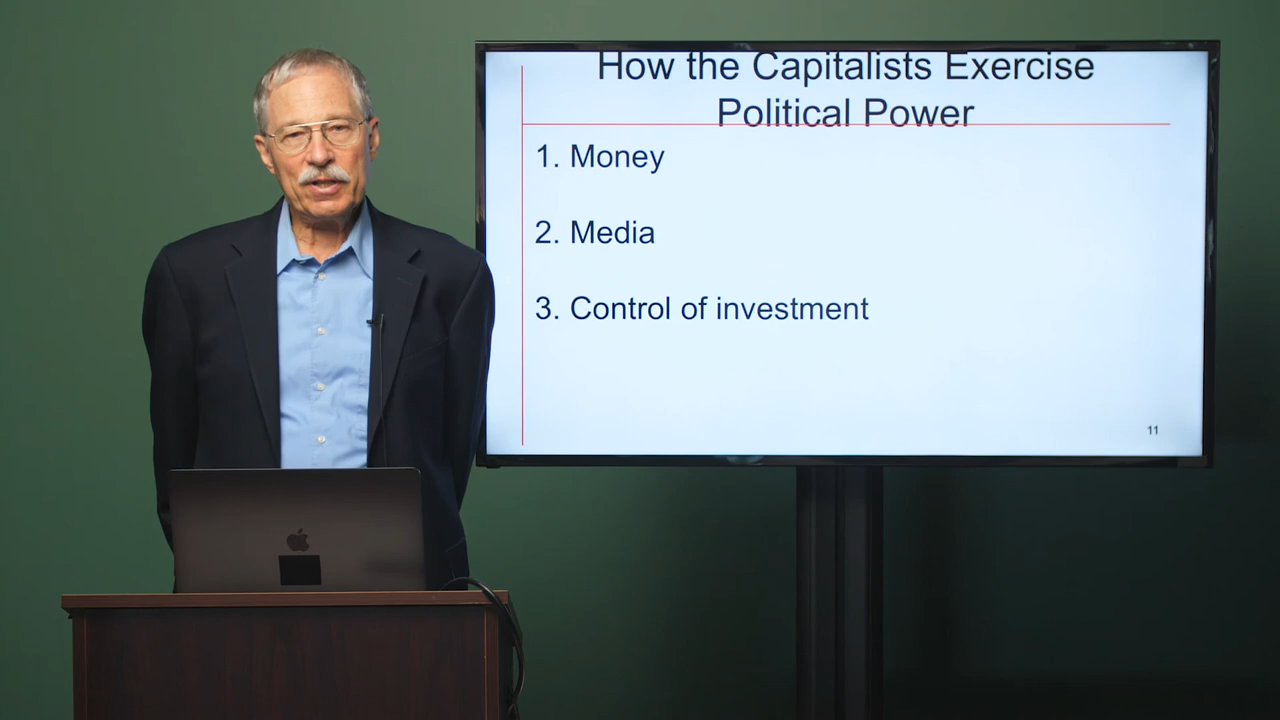 How the Capitalists Exercise
Political Power
1. Money
2. Media
3. Control of investment
11